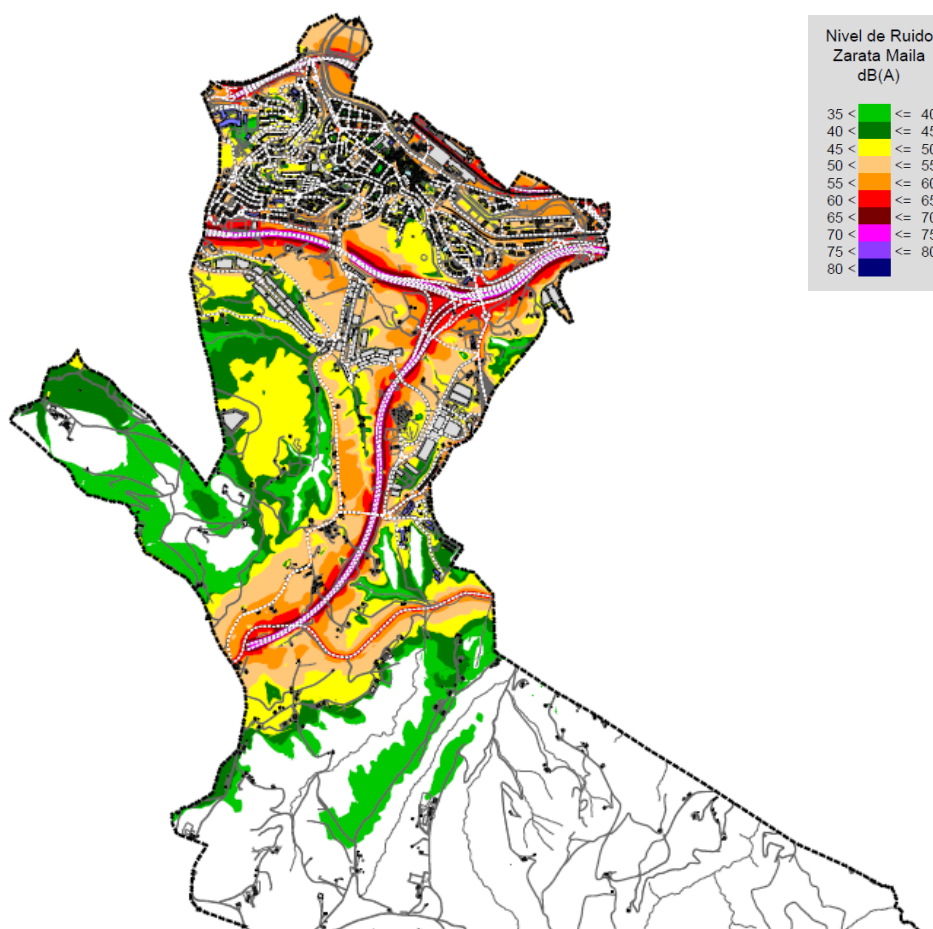 Nivel de Ruido
Zarata Maila
dB(A)
35 < <= 40
40 < <= 45
45 < <= 50
50 < <= 55
55 < <= 60
60 < <= 65
65 < <= 70
70 < <= 75
75 < <= 80
80 <